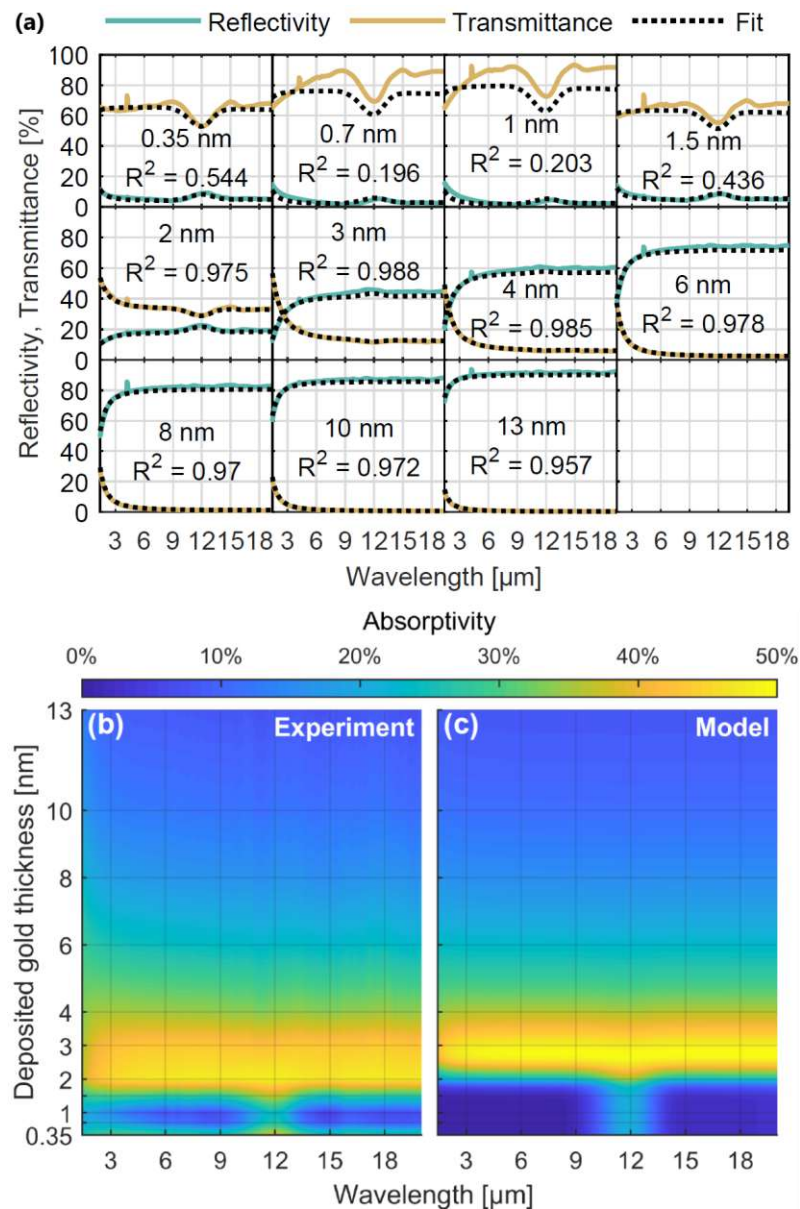 (a) Reflectivity Transmittance Fit
Reflectivity, Transmittance [%]
100
80
60
40
20
0
80
60
40
20
0
80
60
40
20
0
0.35 nm
R² = 0.544
0.7 nm
R² = 0.196
1 nm
R² = 0.203
1.5 nm
R² = 0.436
2 nm
R² = 0.975
3 nm
R² = 0.988
4 nm
R² = 0.985
6 nm
R² = 0.978
8 nm
R² = 0.97
10 nm
R² = 0.972
13 nm
R² = 0.957
3 6 9 12 15 18 3 6 9 12 15 18 3 6 9 12 15 18 3 6 9 12 15 18
Wavelength [µm]
Absorptivity
0% 10% 20% 30% 40% 50%
Deposited gold thickness [nm]
13
10
8
6
4
3
2
1
0.35
(b) Experiment
(c) Model
3 6 9 12 15 18 3 6 9 12 15 18
Wavelength [µm] Wavelength [µm]